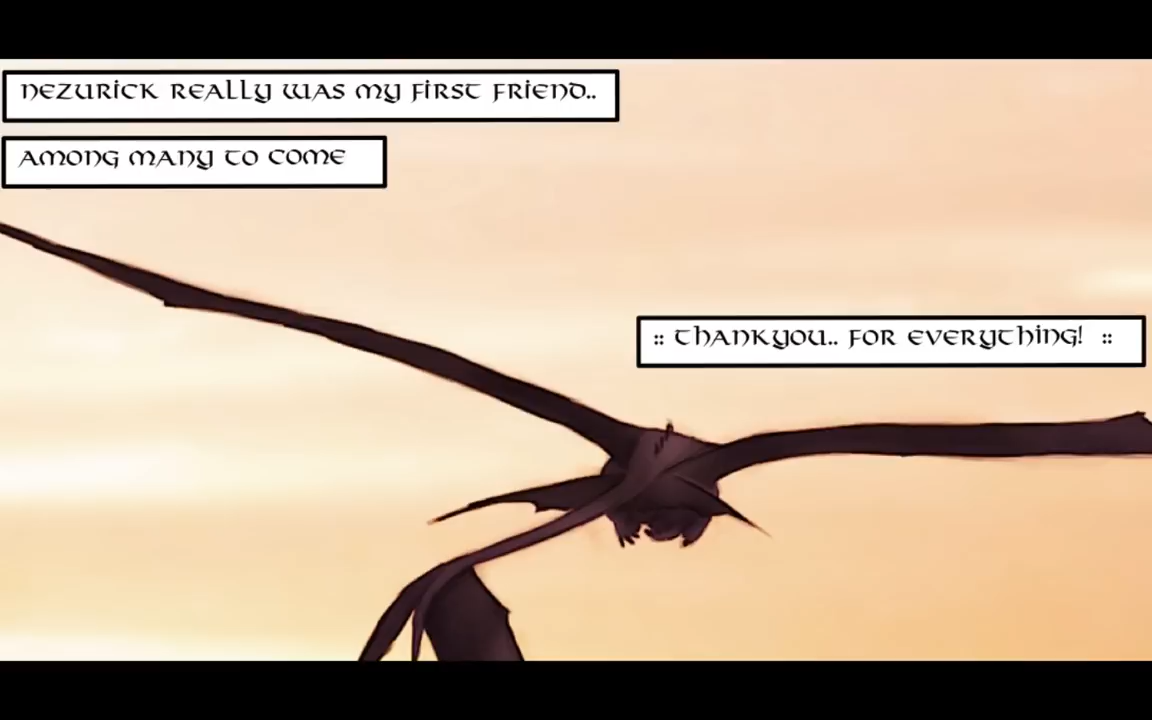 NEZURICK REALLY WAS MY FIRST FRIEND..
AMONG MANY TO COME
:: THANKYOU.. FOR EVERYTHING! ::